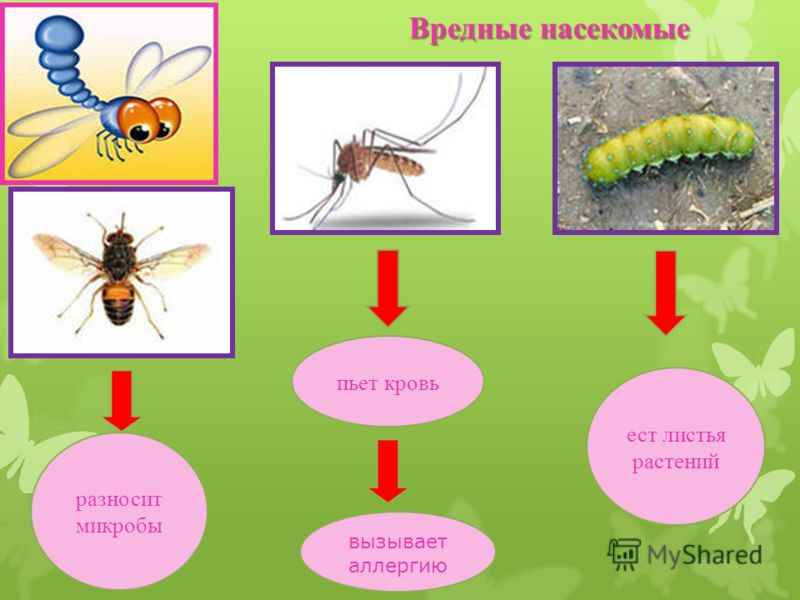 Вредные насекомые
пьет кровь
ест листья
растений
разносит
микробы
вызывает
аллергию
MyShared